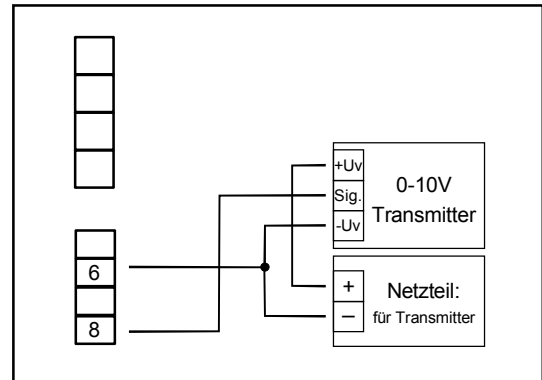 +Uv
Sig.
-Uv
0-10V
Transmitter
6
8
+
–
Netzteil:
für Transmitter